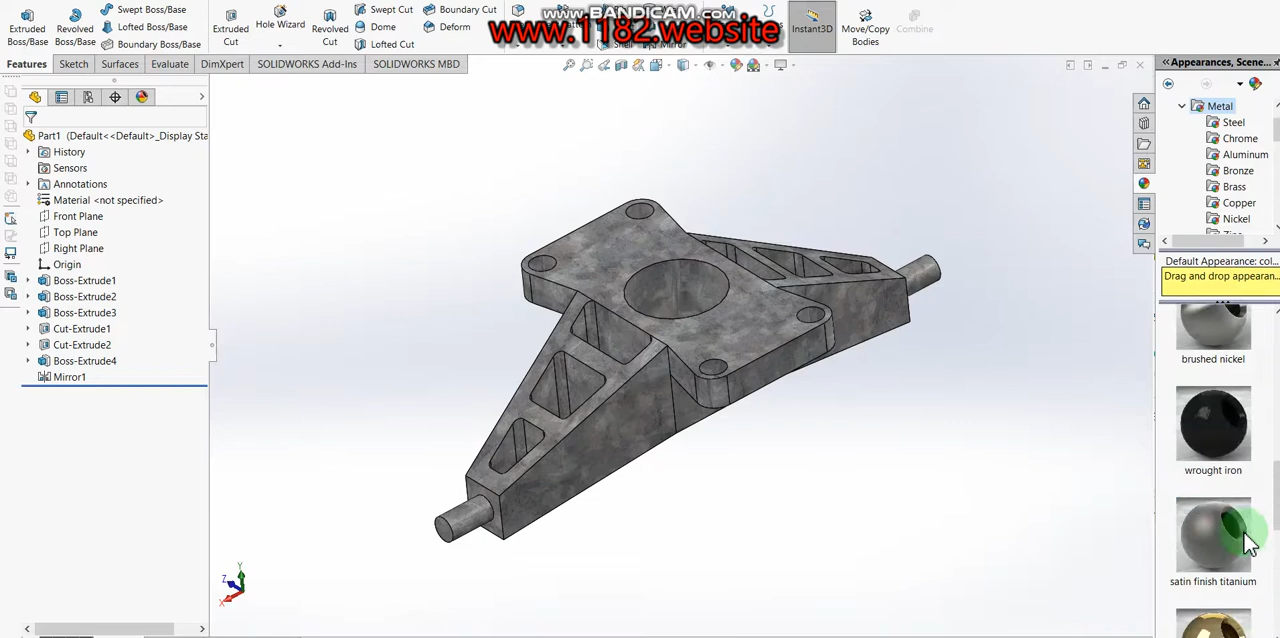 www.BANDICAM.com
www.1182.website
Extruded Boss/Base
Revolved Boss/Base
Swept Boss/Base
Lofted Boss/Base
Boundary Boss/Base
Extruded Cut
Hole Wizard
Revolved Cut
Swept Cut
Lofted Cut
Boundary Cut
Dome
Deform
Shell
Mirror
Instant3D
Move/Copy Bodies
Combine
Features
Sketch
Surfaces
Evaluate
DimXpert
SOLIDWORKS Add-Ins
SOLIDWORKS MBD
Part1 (Default<<Default>_Display Sta
History
Sensors
Annotations
Material <not specified>
Front Plane
Top Plane
Right Plane
Origin
Boss-Extrude1
Boss-Extrude2
Boss-Extrude3
Cut-Extrude1
Cut-Extrude2
Boss-Extrude4
Mirror1
Y
Z
X
Appearances, Scene...
Metal
Steel
Chrome
Aluminum
Bronze
Brass
Copper
Nickel
Default Appearance: col...
Drag and drop appearan...
brushed nickel
wrought iron
satin finish titanium